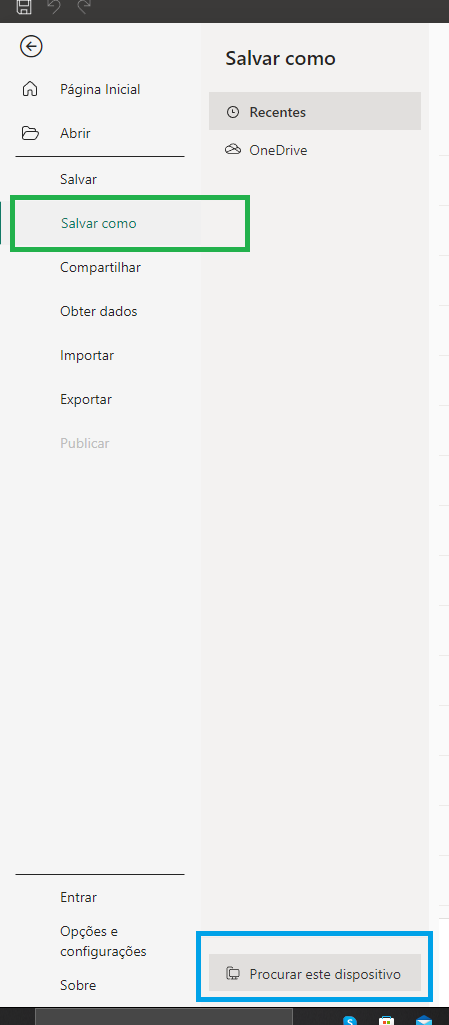 Página Inicial
Abrir
Salvar
Salvar como
Compartilhar
Obter dados
Importar
Exportar
Publicar
Entrar
Opções e
configurações
Sobre
Salvar como
Recentes
OneDrive
Procurar este dispositivo